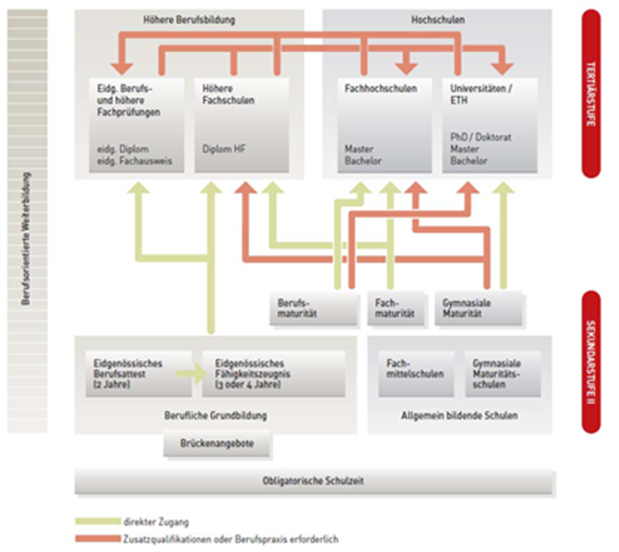 Höhere Berufsbildung
Hochschulen
Eidg. Berufs-
und höhere
Fachprüfungen
eidg. Diplom
eidg. Fachausweis
Höhere
Fachschulen
Diplom HF
Fachhochschulen
Master
Bachelor
Universitäten /
ETH
PhD / Doktorat
Master
Bachelor
TERTIÄRSTUFE
Berufsorientierte Weiterbildung
Berufs-
maturität
Fach-
maturität
Gymnasiale
Maturität
SEKUNDARSTUFE II
Eidgenössisches
Berufsattest
(2 Jahre)
Eidgenössisches
Fähigkeitszeugnis
(3 oder 4 Jahre)
Fach-
mittelschulen
Gymnasiale
Maturitäts-
schulen
Berufliche Grundbildung
Allgemein bildende Schulen
Brückenangebote
Obligatorische Schulzeit
direkter Zugang
Zusatzqualifikationen oder Berufspraxis erforderlich